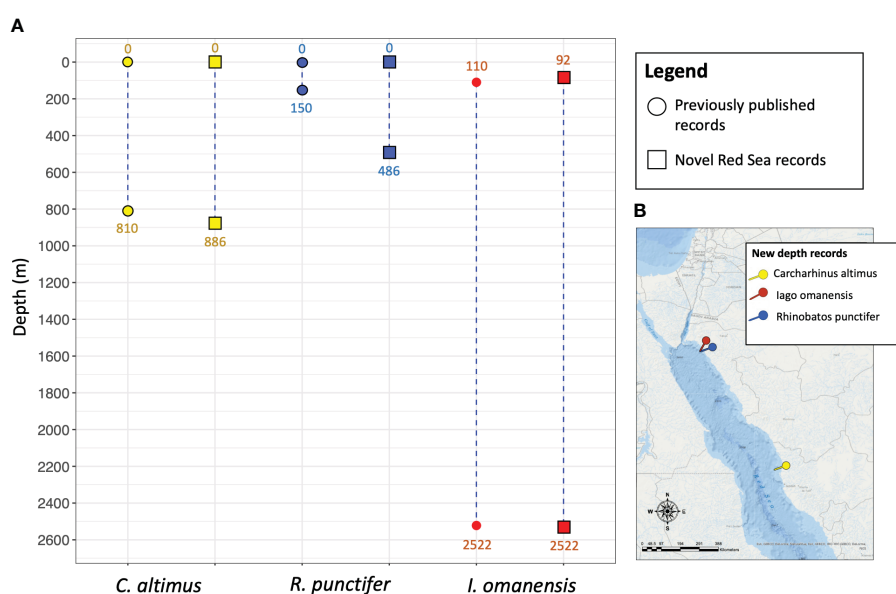 A
0 0 0 0 110 92
0
200
400
600
800
1000
1200
1400
1600
1800
2000
2200
2400
2600
Depth (m)
150
486
810
886
2522 2522
C. altimus R. punctifer I. omanensis
Legend
Previously published
records
Novel Red Sea records
B
New depth records
Carcharhinus altimus
Iago omanensis
Rhinobatos punctifer
N
W E
S
Kilometers